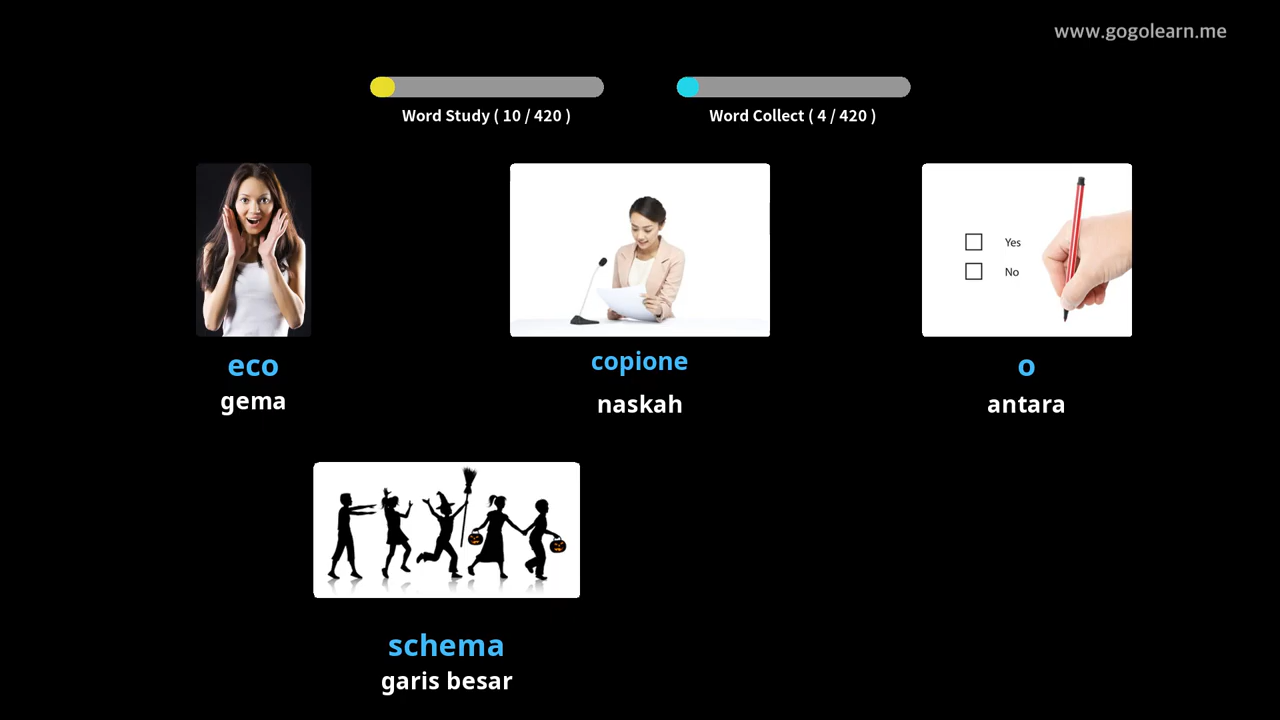 www.gogolearn.me
Word Study ( 10 / 420 )
Word Collect ( 4 / 420 )
Yes
No
eco
gema
copione
naskah
o
antara
schema
garis besar